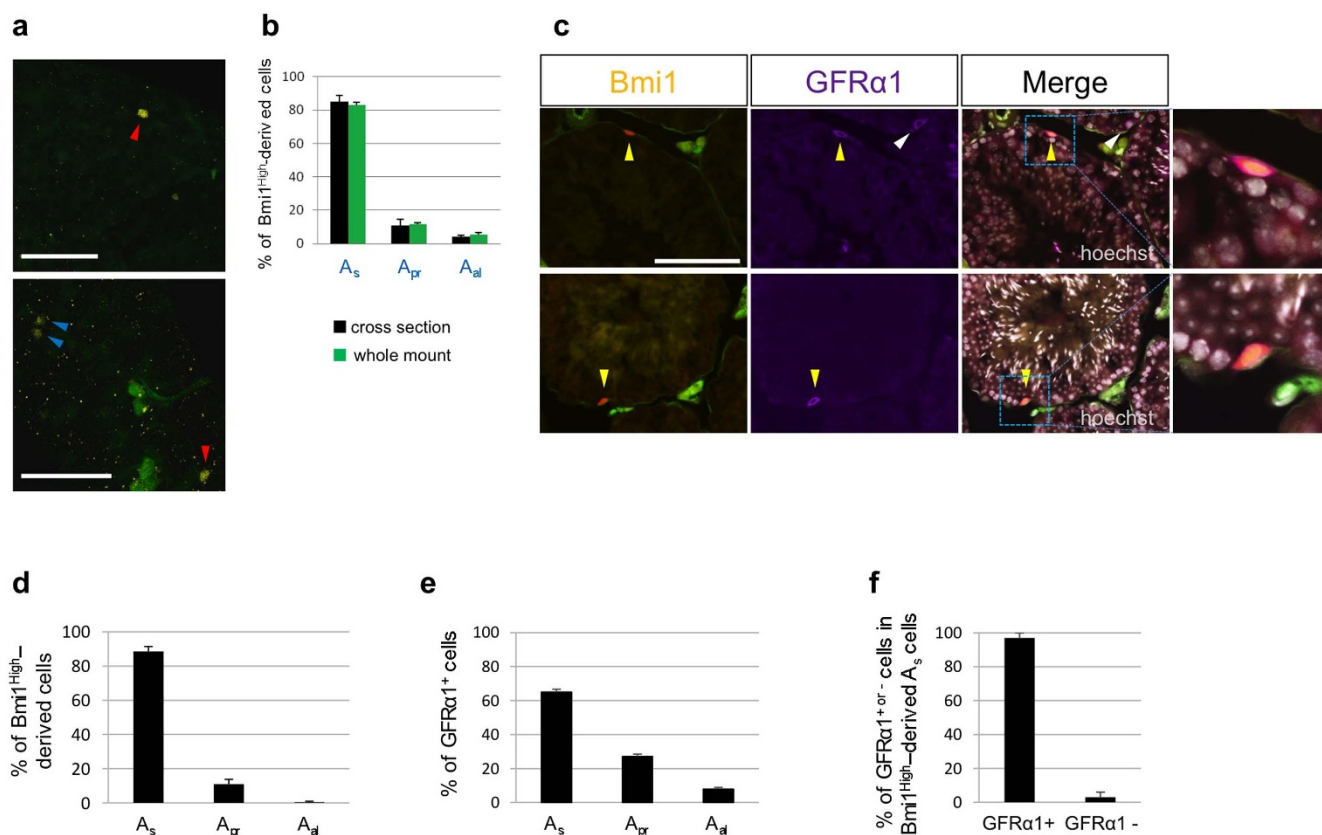 a
b
% of Bmi1High-derived cells
100
80
60
40
20
0
As
Apr
Aal
cross section
whole mount
c
Bmi1
GFRα1
Merge
hoechst
hoechst
d
% of Bmi1High–
derived cells
100
80
60
40
20
0
As
Apr
Aal
e
% of GFRα1+ cells
100
80
60
40
20
0
As
Apr
Aal
f
% of GFRα1+ or - cells in
Bmi1High–derived As cells
100
80
60
40
20
0
GFRα1+
GFRα1 -